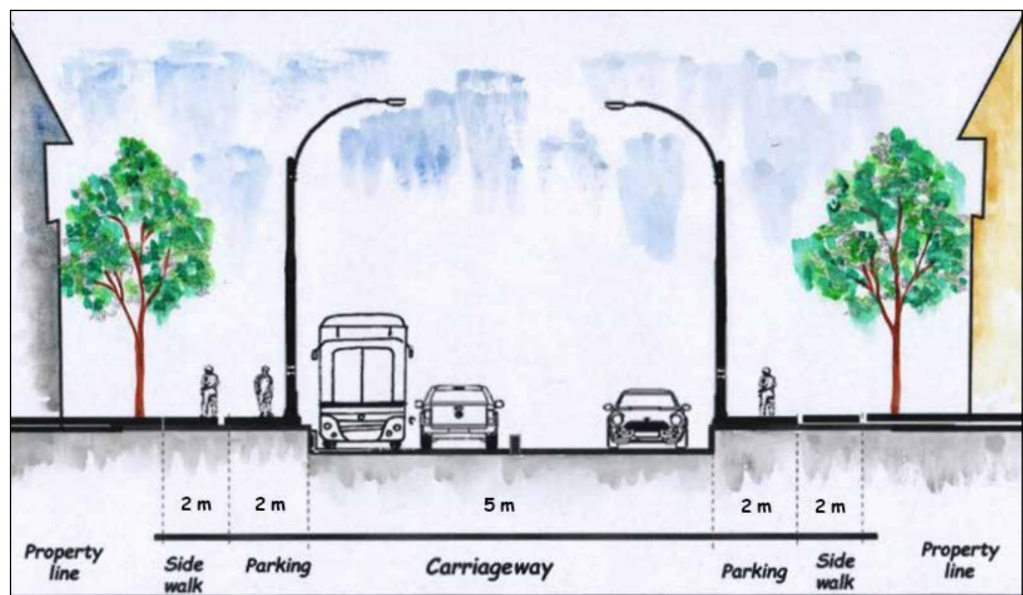 2 m 2 m 5 m 2 m 2 m
Property
line
Side
walk
Parking
Carriageway
Parking
Side
walk
Property
line